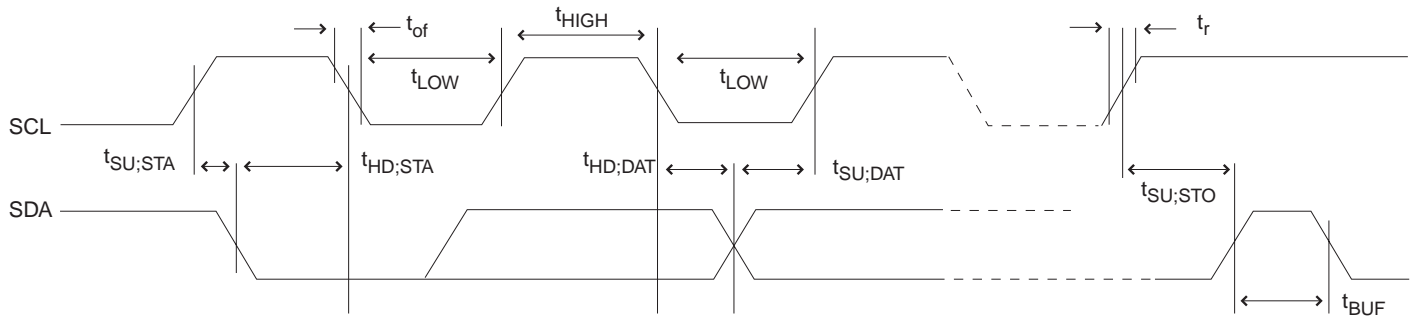 t_of
t_HIGH
t_r
t_LOW
t_LOW
SCL
t_SU;STA
t_HD;STA
t_HD;DAT
t_SU;DAT
t_SU;STO
SDA
t_BUF